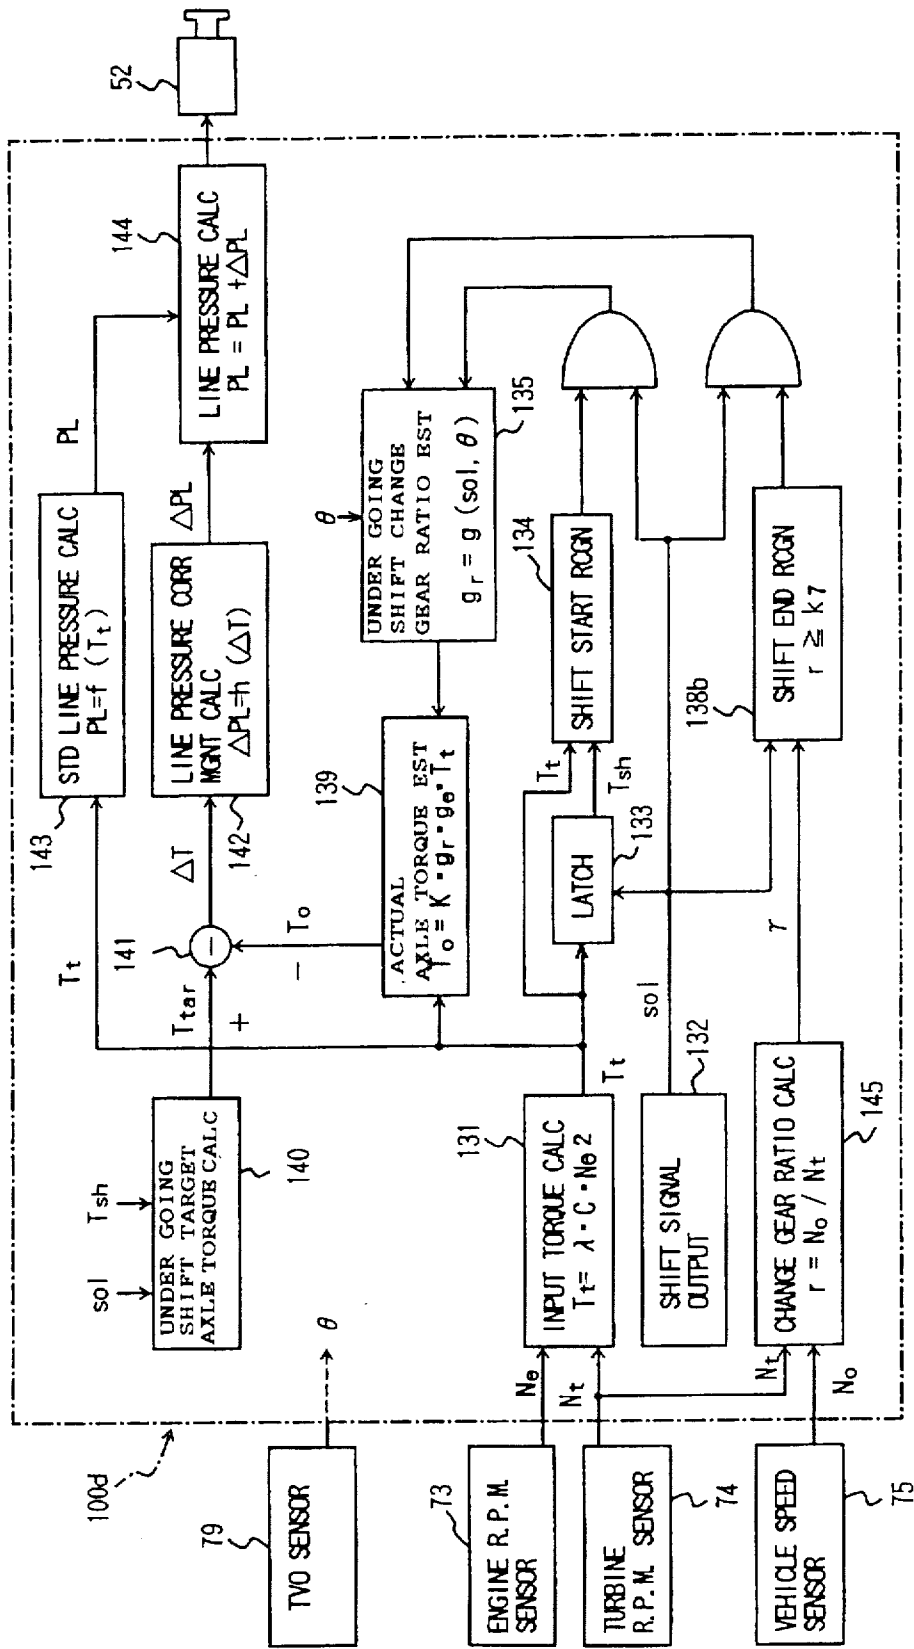 100d
79
TVO SENSOR
θ
73
ENGINE R.P.M.
SENSOR
74
TURBINE
R.P.M. SENSOR
75
VEHICLE SPEED
SENSOR
Ne
Nt
Nt
No
sol
Tsh
UNDER GOING
SHIFT TARGET
AXLE TORQUE CALC
140
Ttar
+
141
−
−
To
ΔT
Tt
143
STD LINE PRESSURE CALC
PL=f (Tt)
PL
142
LINE PRESSURE CORR
MGNT CALC
ΔPL=h (ΔT)
ΔPL
144
LINE PRESSURE CALC
PL = PL +ΔPL
52
139
ACTUAL
AXLE TORQUE EST
To = K・gr・ge・Tt
θ
UNDER GOING
SHIFT CHANGE
GEAR RATIO EST
gr = g (sol, θ)
135
131
INPUT TORQUE CALC
Tt = λ・C・Ne2
Tt
LATCH
133
Tt
Tsh
134
SHIFT START RCGN
SHIFT SIGNAL
OUTPUT
132
sol
CHANGE GEAR RATIO CALC
r = No / Nt
145
r
138b
SHIFT END RCGN
r ≧ k7